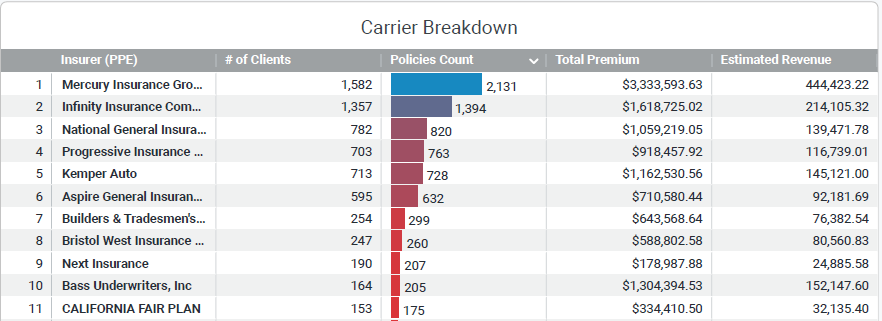 Carrier Breakdown
Insurer (PPE) # of Clients Policies Count Total Premium Estimated Revenue
1 Mercury Insurance Gro... 1,582 2,131 $3,333,593.63 444,423.22
2 Infinity Insurance Com... 1,357 1,394 $1,618,725.02 214,105.32
3 National General Insura... 782 820 $1,059,219.05 139,471.78
4 Progressive Insurance ... 703 763 $918,457.92 116,739.01
5 Kemper Auto 713 728 $1,162,530.56 145,121.00
6 Aspire General Insuran... 595 632 $710,580.44 92,181.69
7 Builders & Tradesmen's... 254 299 $643,568.64 76,382.54
8 Bristol West Insurance ... 247 260 $588,802.58 80,560.83
9 Next Insurance 190 207 $178,987.88 24,885.58
10 Bass Underwriters, Inc 164 205 $1,304,394.53 152,147.60
11 CALIFORNIA FAIR PLAN 153 175 $334,410.50 32,135.40